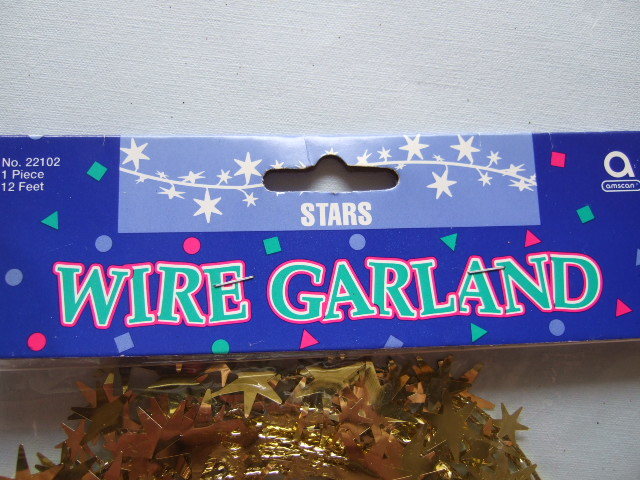 No. 22102
1 Piece
12 Feet
a
amscan
STARS
WIRE GARLAND